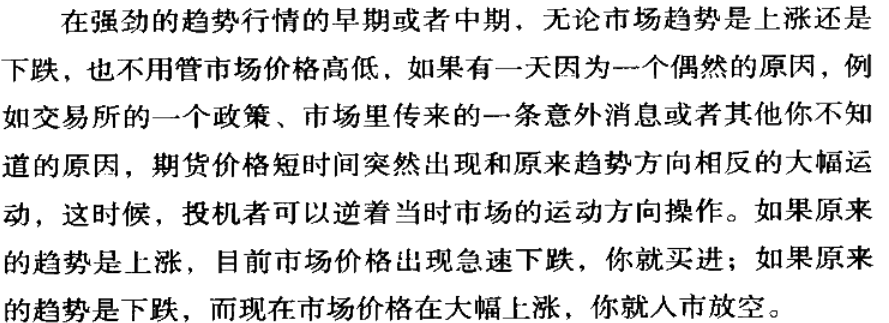 在强劲的趋势行情的早期或者中期，无论市场趋势是上涨还是
下跌，也不用管市场价格高低，如果有一天因为一个偶然的原因，例
如交易所的一个政策、市场里传来的一条意外消息或者其他你不知
道的原因，期货价格短时间突然出现和原来趋势方向相反的大幅运
动，这时候，投机者可以逆着当时市场的运动方向操作。如果原来
的趋势是上涨，目前市场价格出现急速下跌，你就买进；如果原来
的趋势是下跌，而现在市场价格在大幅上涨，你就入市放空。